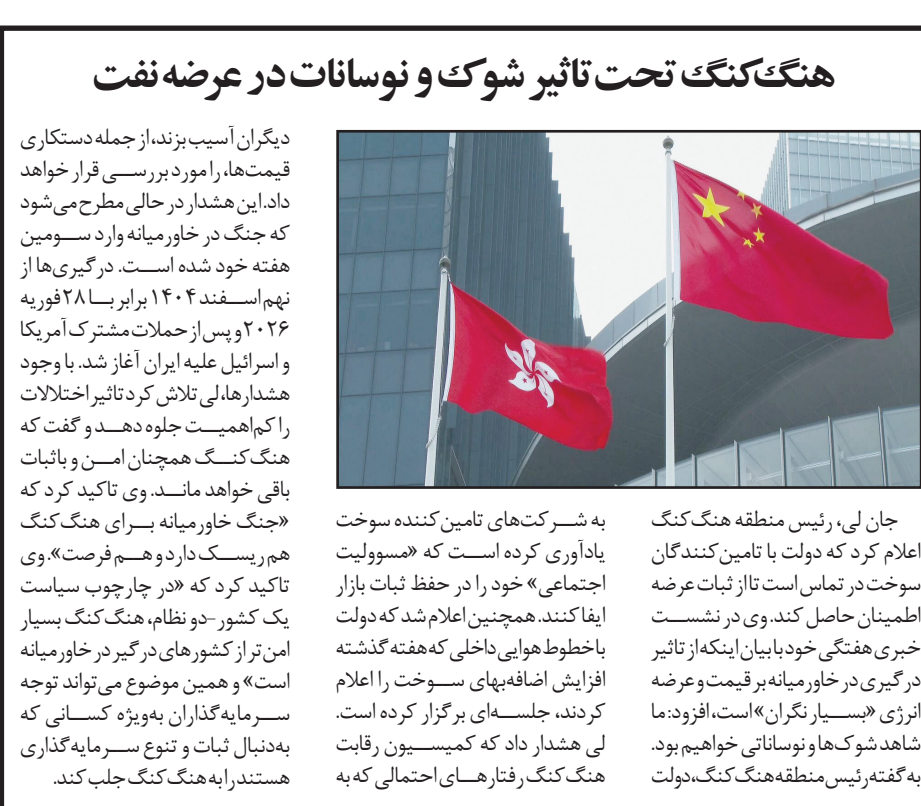 هنگ‌کنگ تحت تاثیر شوک و نوسانات در عرضه نفت
جان لی، رئیس منطقه هنگ‌کنگ
اعلام کرد که دولت با تامین‌کنندگان
سوخت در تماس است تا از ثبات عرضه
اطمینان حاصل کند. وی در نشست
خبری هفتگی خود با بیان اینکه از تاثیر
درگیری در خاورمیانه بر قیمت و عرضه
انرژی «بسیار نگران» است، افزود: ما
شاهد شوک‌ها و نوساناتی خواهیم بود.
به گفته رئیس منطقه هنگ‌کنگ، دولت
به شرکت‌های تامین‌کننده سوخت
یادآوری کرده است که «مسوولیت
اجتماعی» خود را در حفظ ثبات بازار
ایفا کنند. همچنین اعلام شد که دولت
با خطوط هوایی داخلی که هفته گذشته
افزایش اضافه‌بهای سوخت را اعلام
کردند، جلسه‌ای برگزار کرده است.
لی هشدار داد که کمیسیون رقابت
هنگ‌کنگ رفتارهای احتمالی که به
دیگران آسیب بزند، از جمله دستکاری
قیمت‌ها، را مورد بررسی قرار خواهد
داد. این هشدار در حالی مطرح می‌شود
که جنگ در خاورمیانه وارد سومین
هفته خود شده است. درگیری‌ها از
نهم اسفند ۱۴۰۴ برابر با ۲۸ فوریه
۲۰۲۶ و پس از حملات مشترک آمریکا
و اسرائیل علیه ایران آغاز شد. با وجود
هشدارها، لی تلاش کرد تاثیر اختلالات
را کم‌اهمیت جلوه دهد و گفت که
هنگ‌کنگ همچنان امن و باثبات
باقی خواهد ماند. وی تاکید کرد که
«جنگ خاورمیانه برای هنگ‌کنگ
هم ریسک دارد و هم فرصت». وی
تاکید کرد که «در چارچوب سیاست
یک کشور-دو نظام، هنگ‌کنگ بسیار
امن‌تر از کشورهای درگیر در خاورمیانه
است» و همین موضوع می‌تواند توجه
سرمایه‌گذاران به‌ویژه کسانی که
به‌دنبال ثبات و تنوع سرمایه‌گذاری
هستند را به هنگ‌کنگ جلب کند.